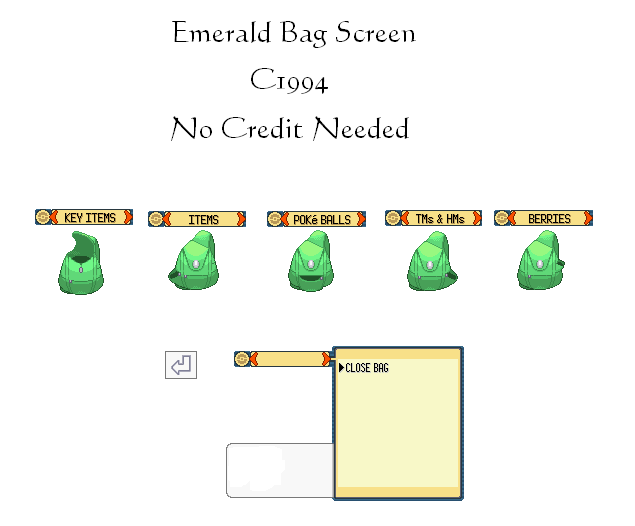 Emerald Bag Screen
C1994
No Credit Needed
KEY ITEMS
ITEMS
POKé BALLS
TMs & HMs
BERRIES
CLOSE BAG